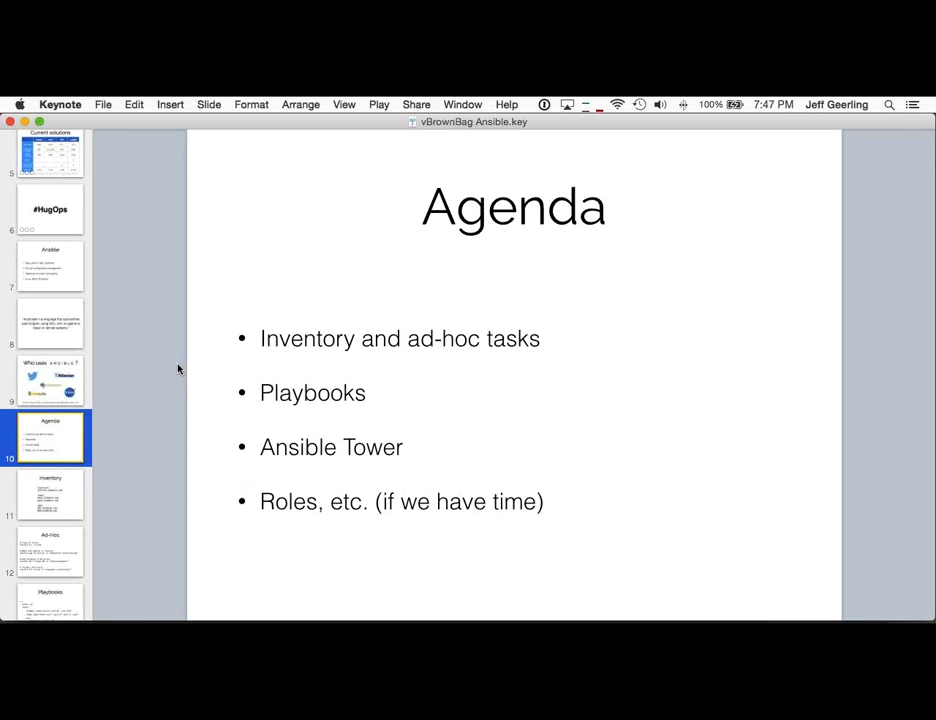 Keynote File Edit Insert Slide Format Arrange View Play Share Window Help 100% 7:47 PM Jeff Geerling
vBrownBag Ansible.key
Current solutions
5
#HugOps
6
Ansible
7
8
Who uses ANSIBLE?
9
Agenda
10
Inventory
11
Ad-Hoc
12
Playbooks
Agenda
• Inventory and ad-hoc tasks
• Playbooks
• Ansible Tower
• Roles, etc. (if we have time)